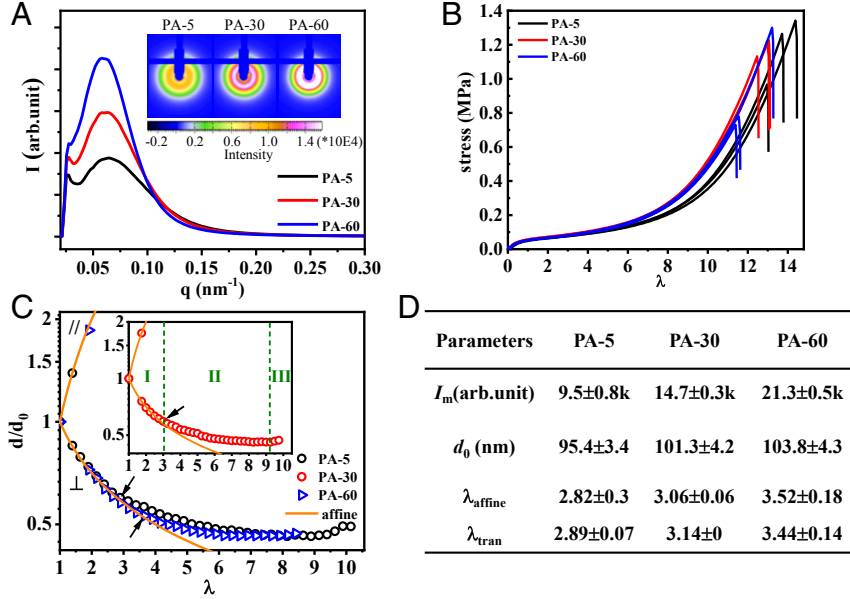 A
PA-5 PA-30 PA-60
-0.2 0.2 0.6 1.0 1.4 (*10E4)
Intensity
PA-5
PA-30
PA-60
I (arb.unit)
0.05 0.10 0.15 0.20 0.25 0.30
q (nm⁻¹)
B
PA-5
PA-30
PA-60
stress (MPa)
1.4
1.2
1.0
0.8
0.6
0.4
0.2
0.0
0 2 4 6 8 10 12 14
λ
C
d/d₀
2
1.5
1
0.5
//
⊥
2
1.5
1
0.5
I II III
1 2 3 4 5 6 7 8 9 10
PA-5
PA-30
PA-60
affine
1 2 3 4 5 6 7 8 9 10
λ
D
Parameters PA-5 PA-30 PA-60
Iₘ(arb.unit) 9.5±0.8k 14.7±0.3k 21.3±0.5k
d₀ (nm) 95.4±3.4 101.3±4.2 103.8±4.3
λaffine 2.82±0.3 3.06±0.06 3.52±0.18
λtran 2.89±0.07 3.14±0 3.44±0.14